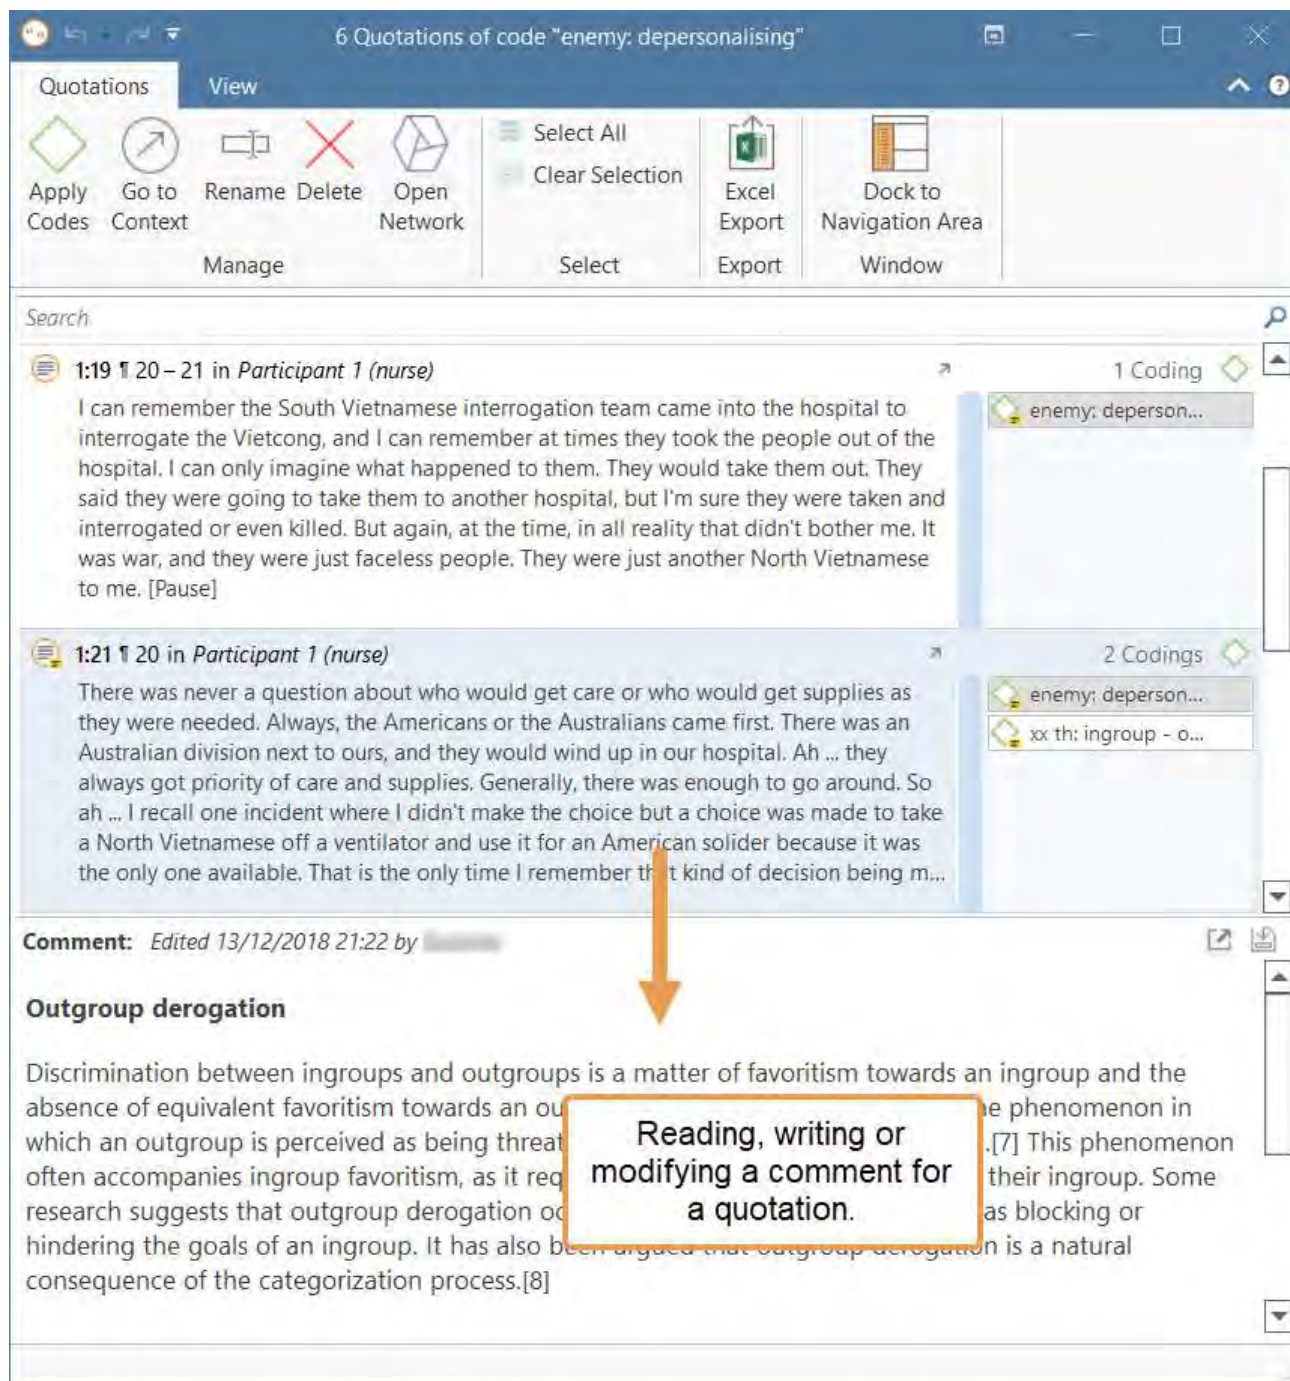 6 Quotations of code "enemy: depersonalising"
Quotations View
Apply Codes
Go to Context
Rename
Delete
Open Network
Manage
Select All
Clear Selection
Select
Excel Export
Export
Dock to Navigation Area
Window
Search
1:19 ¶ 20 – 21 in Participant 1 (nurse)
1 Coding
I can remember the South Vietnamese interrogation team came into the hospital to
interrogate the Vietcong, and I can remember at times they took the people out of the
hospital. I can only imagine what happened to them. They would take them out. They
said they were going to take them to another hospital, but I'm sure they were taken and
interrogated or even killed. But again, at the time, in all reality that didn't bother me. It
was war, and they were just faceless people. They were just another North Vietnamese
to me. [Pause]
enemy: deperson...
1:21 ¶ 20 in Participant 1 (nurse)
2 Codings
There was never a question about who would get care or who would get supplies as
they were needed. Always, the Americans or the Australians came first. There was an
Australian division next to ours, and they would wind up in our hospital. Ah ... they
always got priority of care and supplies. Generally, there was enough to go around. So
ah ... I recall one incident where I didn't make the choice but a choice was made to take
a North Vietnamese off a ventilator and use it for an American solider because it was
the only one available. That is the only time I remember kind of decision being m...
enemy: deperson...
xx th: ingroup - o...
Comment: Edited 13/12/2018 21:22 by
Outgroup derogation
Discrimination between ingroups and outgroups is a matter of favoritism towards an ingroup and the
absence of equivalent favoritism towards an phenomenon in
which an outgroup is perceived as being .[7] This phenomenon
often accompanies ingroup favoritism, as it their ingroup. Some
research suggests that outgroup derogation as blocking or
hindering the goals of an ingroup. It has also is a natural
consequence of the categorization process.[8]
Reading, writing or
modifying a comment for
a quotation.